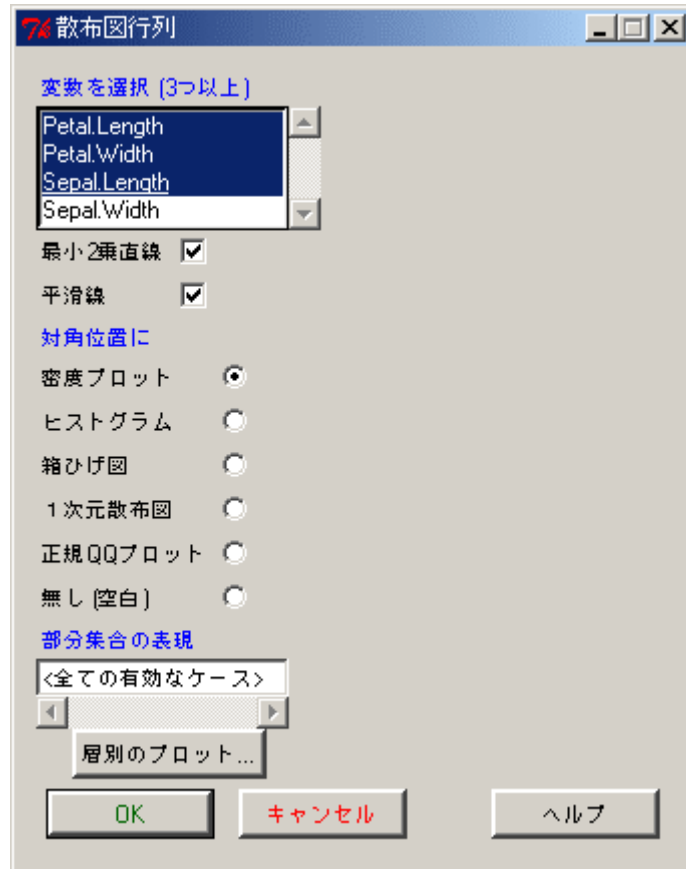 散布図行列
変数を選択 (3つ以上)
Petal.Length
Petal.Width
Sepal.Length
Sepal.Width
最小2乗直線
平滑線
対角位置に
密度プロット
ヒストグラム
箱ひげ図
1次元散布図
正規QQプロット
無し (空白)
部分集合の表現
<全ての有効なケース>
層別のプロット...
OK キャンセル ヘルプ